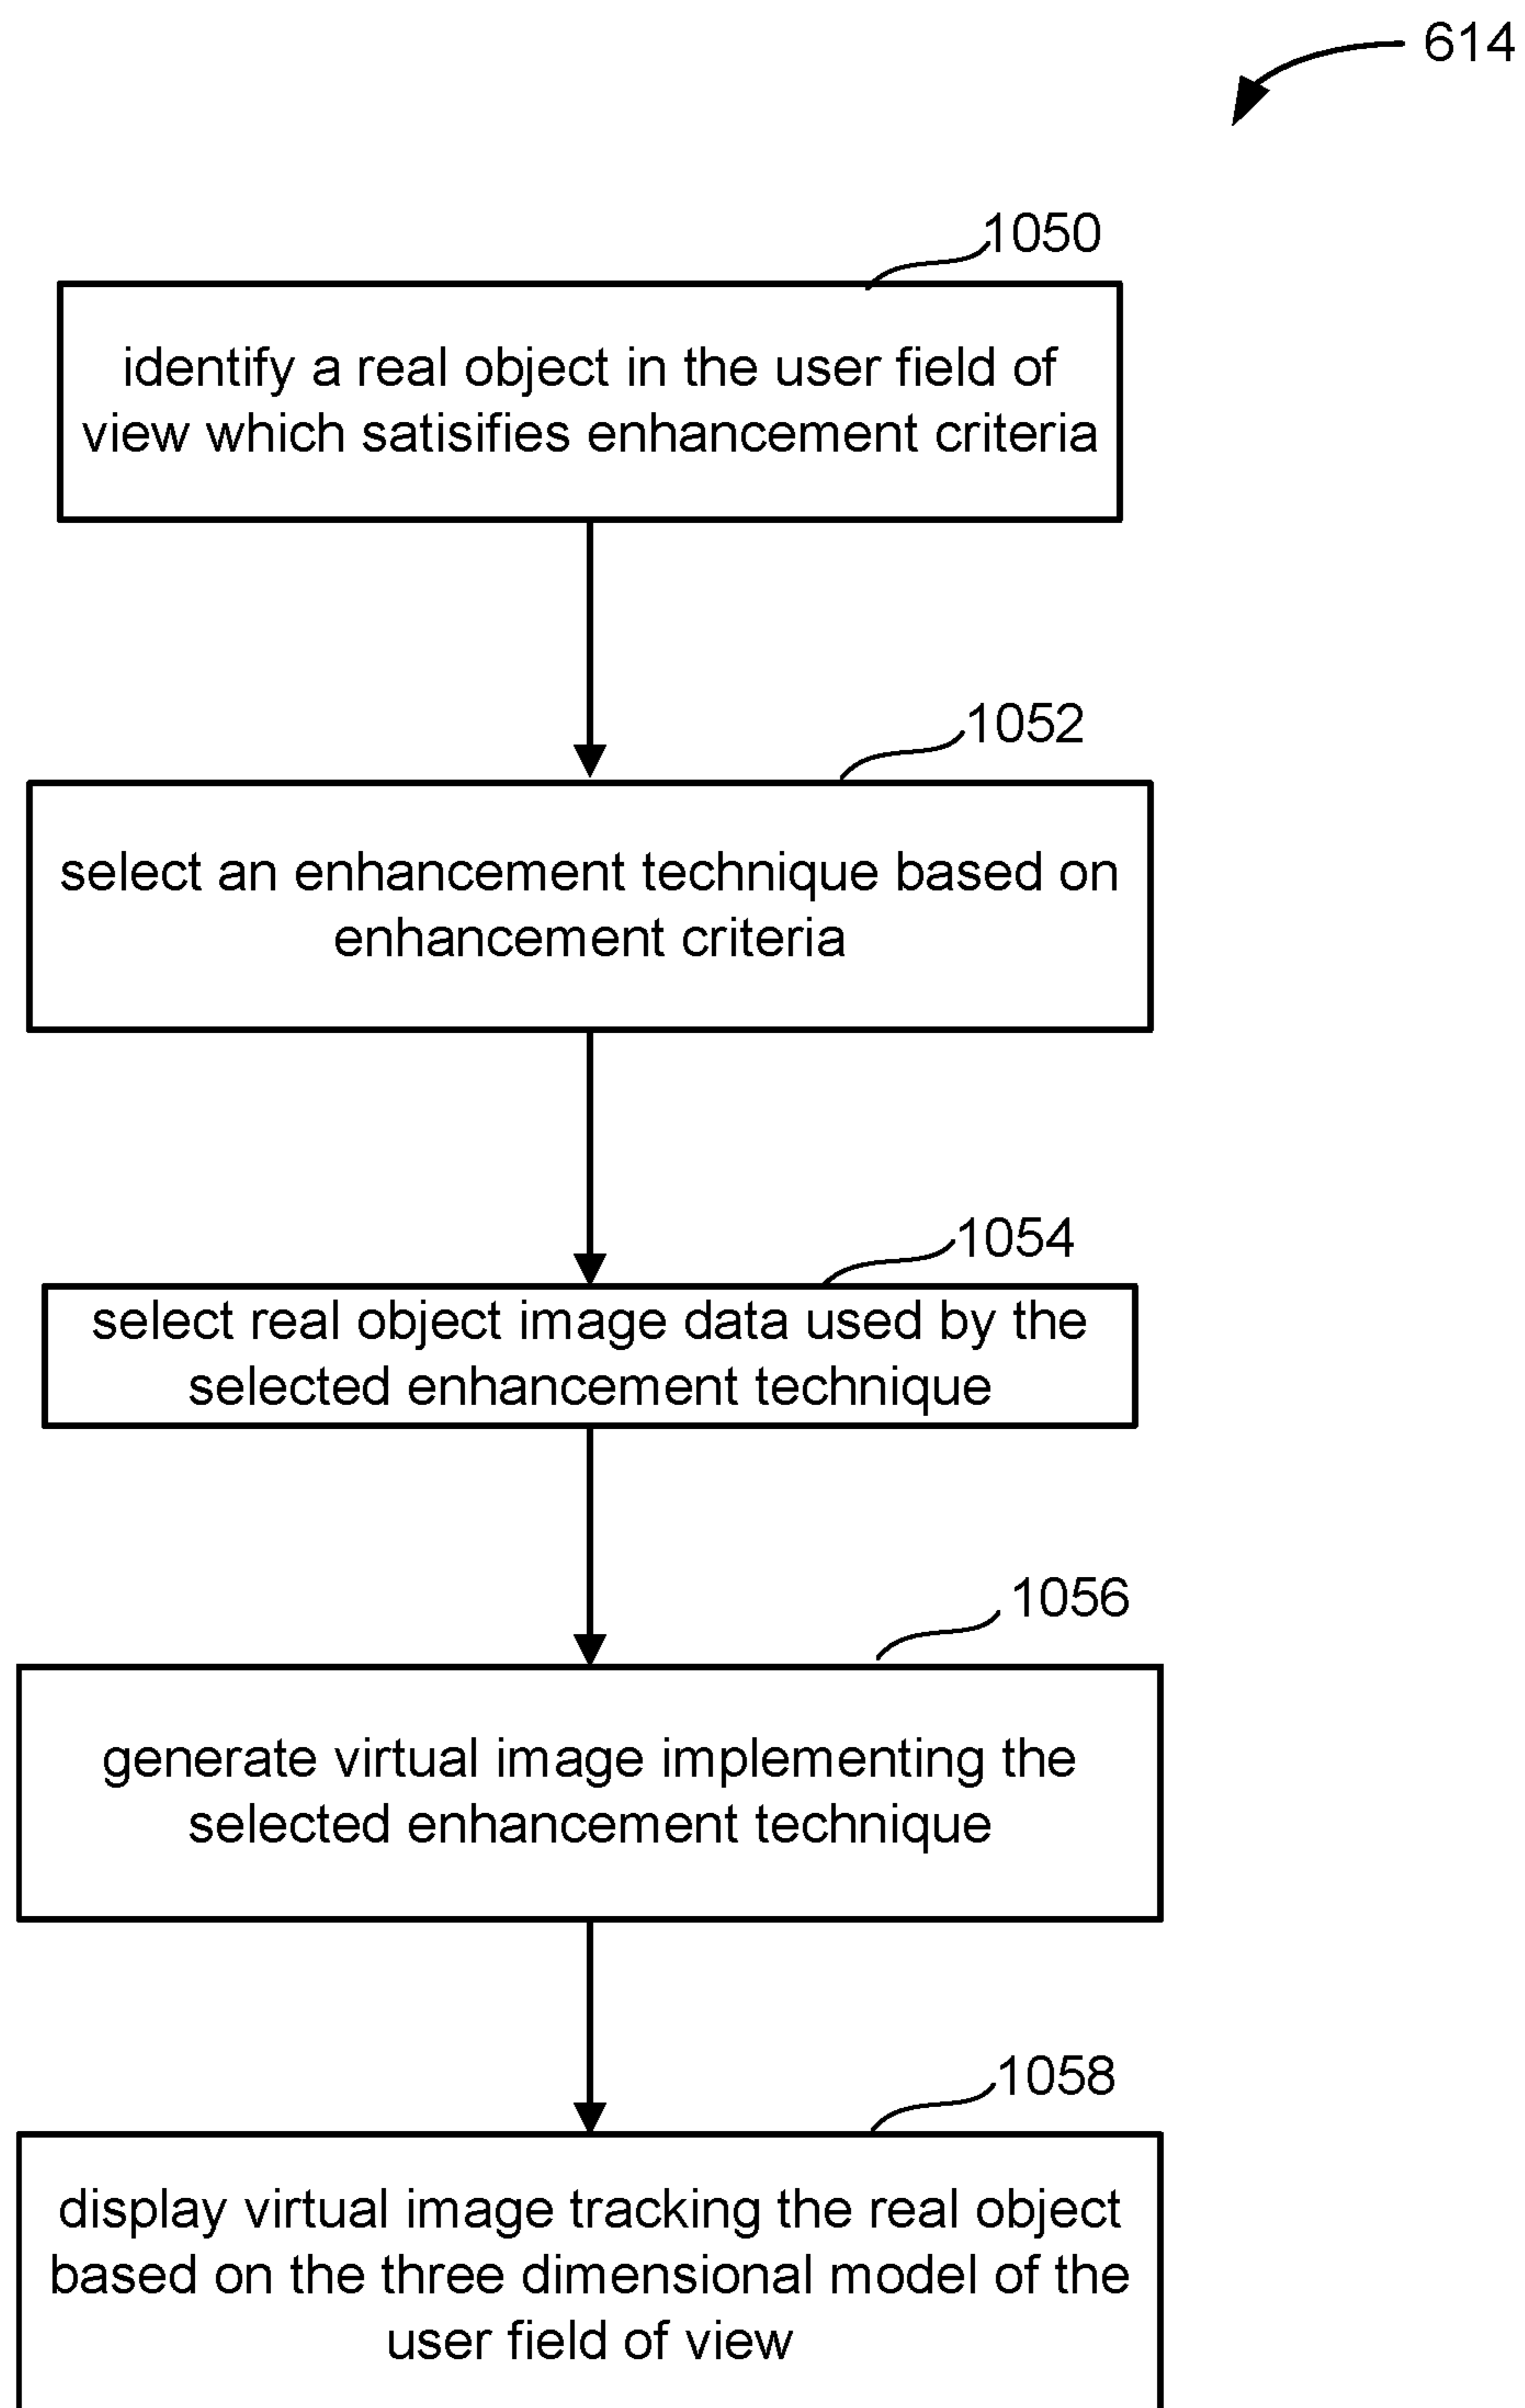 614
1050
identify a real object in the user field of
view which satisifies enhancement criteria
1052
select an enhancement technique based on
enhancement criteria
1054
select real object image data used by the
selected enhancement technique
1056
generate virtual image implementing the
selected enhancement technique
1058
display virtual image tracking the real object
based on the three dimensional model of the
user field of view